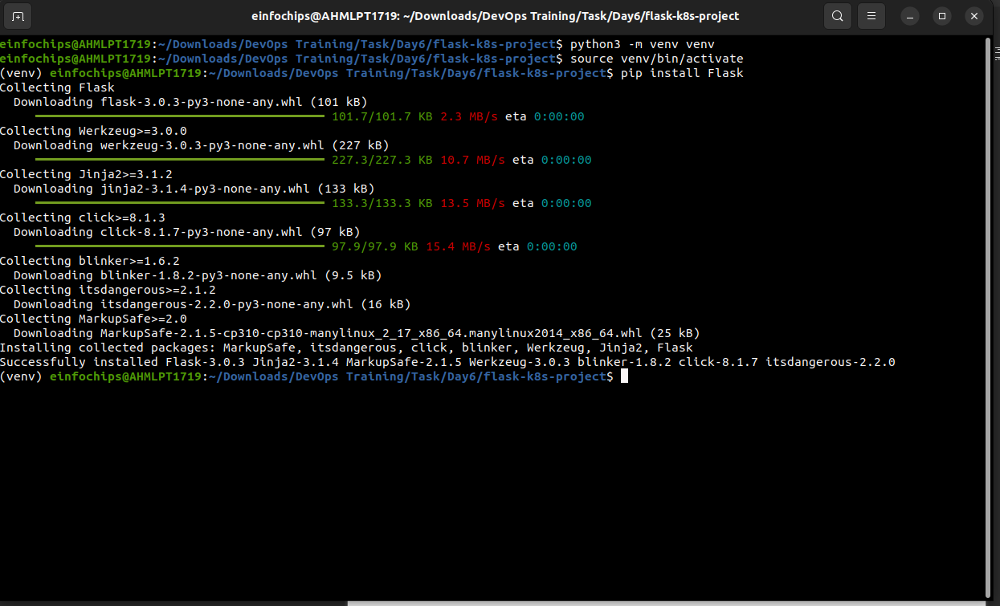 einfochips@AHMLPT1719: ~/Downloads/DevOps Training/Task/Day6/flask-k8s-project
einfochips@AHMLPT1719:~/Downloads/DevOps Training/Task/Day6/flask-k8s-project$ python3 -m venv venv
einfochips@AHMLPT1719:~/Downloads/DevOps Training/Task/Day6/flask-k8s-project$ source venv/bin/activate
(venv) einfochips@AHMLPT1719:~/Downloads/DevOps Training/Task/Day6/flask-k8s-project$ pip install Flask
Collecting Flask
  Downloading flask-3.0.3-py3-none-any.whl (101 kB)
101.7/101.7 KB 2.3 MB/s eta 0:00:00
Collecting Werkzeug>=3.0.0
  Downloading werkzeug-3.0.3-py3-none-any.whl (227 kB)
227.3/227.3 KB 10.7 MB/s eta 0:00:00
Collecting Jinja2>=3.1.2
  Downloading jinja2-3.1.4-py3-none-any.whl (133 kB)
133.3/133.3 KB 13.5 MB/s eta 0:00:00
Collecting click>=8.1.3
  Downloading click-8.1.7-py3-none-any.whl (97 kB)
97.9/97.9 KB 15.4 MB/s eta 0:00:00
Collecting blinker>=1.6.2
  Downloading blinker-1.8.2-py3-none-any.whl (9.5 kB)
Collecting itsdangerous>=2.1.2
  Downloading itsdangerous-2.2.0-py3-none-any.whl (16 kB)
Collecting MarkupSafe>=2.0
  Downloading MarkupSafe-2.1.5-cp310-cp310-manylinux_2_17_x86_64.manylinux2014_x86_64.whl (25 kB)
Installing collected packages: MarkupSafe, itsdangerous, click, blinker, Werkzeug, Jinja2, Flask
Successfully installed Flask-3.0.3 Jinja2-3.1.4 MarkupSafe-2.1.5 Werkzeug-3.0.3 blinker-1.8.2 click-8.1.7 itsdangerous-2.2.0
(venv) einfochips@AHMLPT1719:~/Downloads/DevOps Training/Task/Day6/flask-k8s-project$